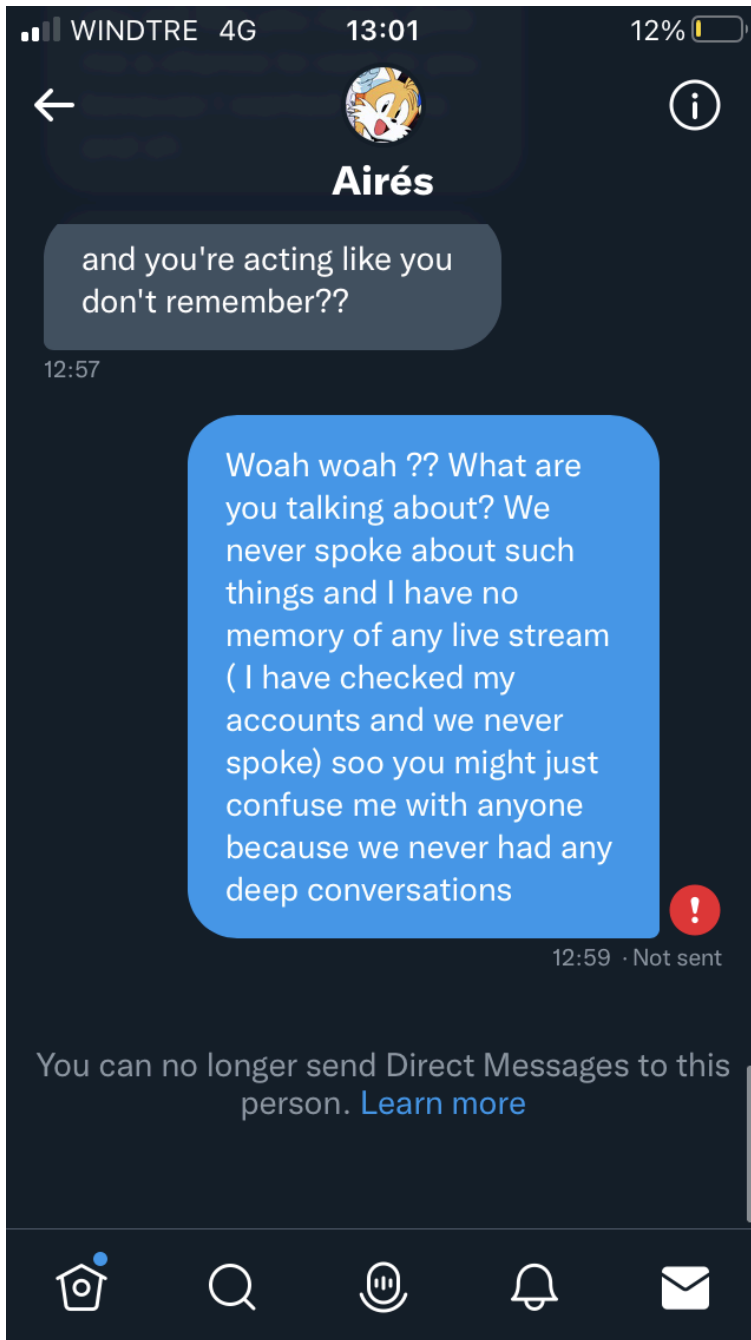 WINDTRE 4G 13:01 12%
Airés
and you're acting like you
don't remember??
12:57
Woah woah ?? What are
you talking about? We
never spoke about such
things and I have no
memory of any live stream
( I have checked my
accounts and we never
spoke) soo you might just
confuse me with anyone
because we never had any
deep conversations
12:59 · Not sent
You can no longer send Direct Messages to this
person. Learn more